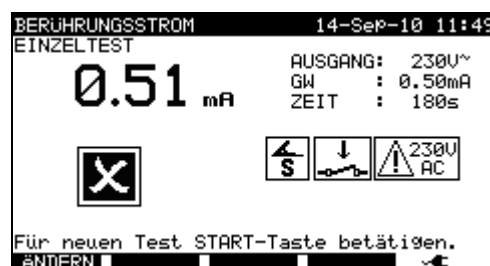 BERÜHRUNGSSTROM 14-Sep-10 11:49
EINZELTEST
0.51 mA
AUSGANG: 230V~
GW : 0.50mA
ZEIT : 180s
S
230V
AC
Für neuen Test START-Taste betätigen.
ÄNDERN